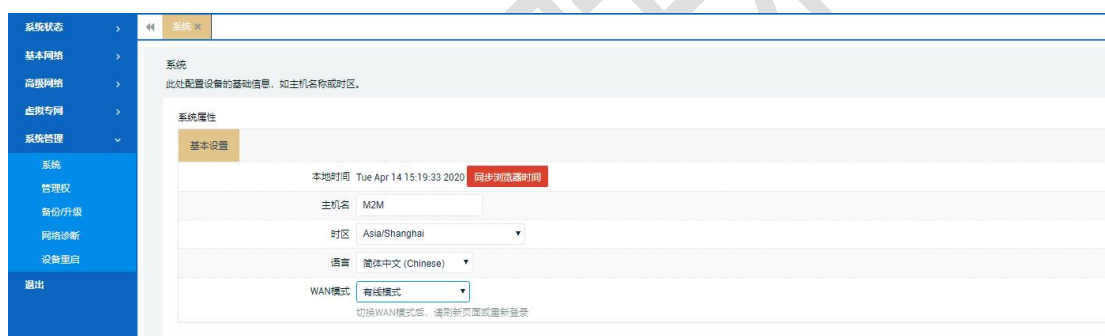 系统状态
基本网络
高级网络
虚拟专网
系统管理
系统
管理权
备份/升级
网络诊断
设备重启
退出
系统
系统
此处配置设备的基础信息，如主机名称或时区。
系统属性
基本设置
本地时间 Tue Apr 14 15:19:33 2020 同步浏览器时间
主机名 M2M
时区 Asia/Shanghai
语言 简体中文 (Chinese)
WAN模式 有线模式
切换WAN模式后，请刷新页面或重新登录